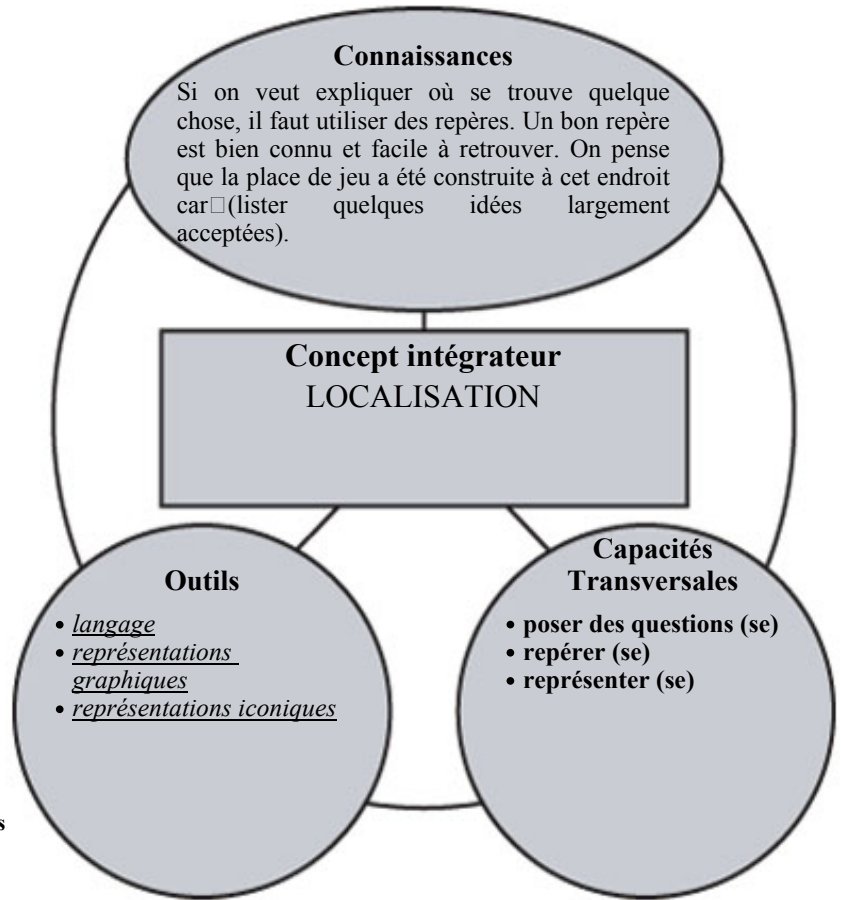 Connaissances
Si on veut expliquer où se trouve quelque
chose, il faut utiliser des repères. Un bon repère
est bien connu et facile à retrouver. On pense
que la place de jeu a été construite à cet endroit
car□(lister quelques idées largement
acceptées).
Concept intégrateur
LOCALISATION
Outils
• langage
• représentations
graphiques
• représentations iconiques
Capacités
Transversales
• poser des questions (se)
• repérer (se)
• représenter (se)
s